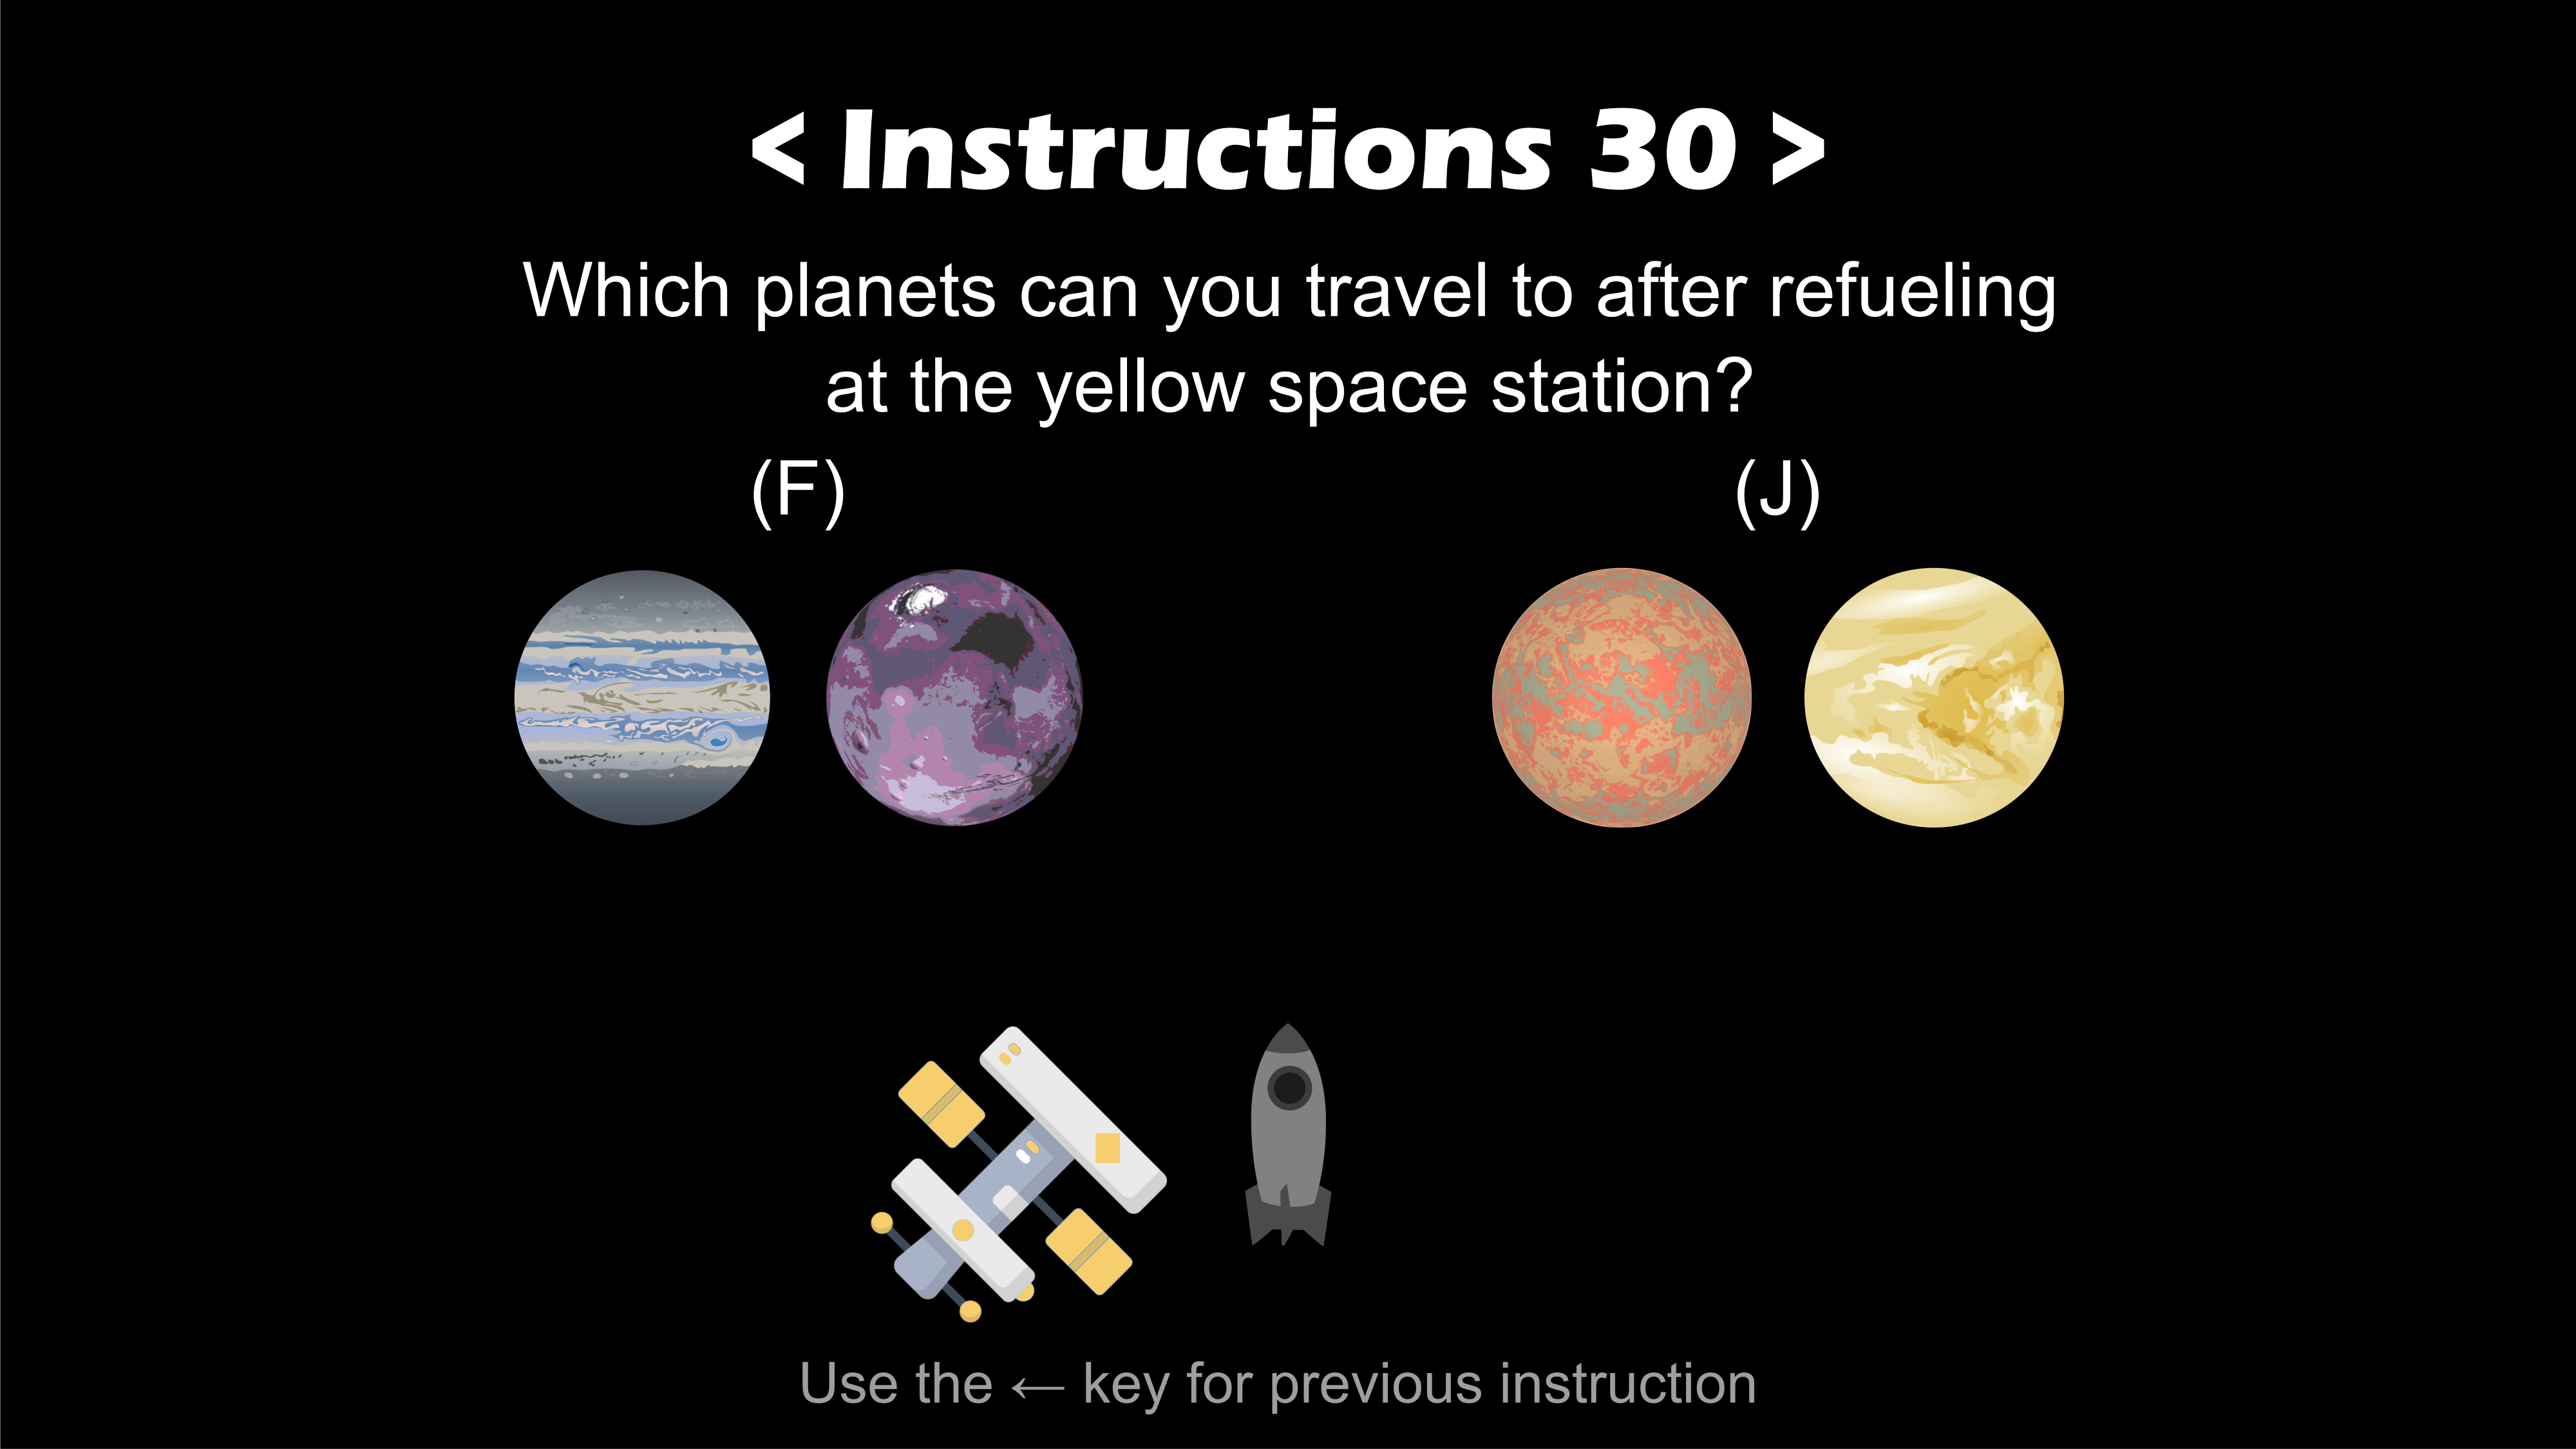 < Instructions 30 >
Which planets can you travel to after refueling
at the yellow space station?
(F) (J)
Use the ← key for previous instruction